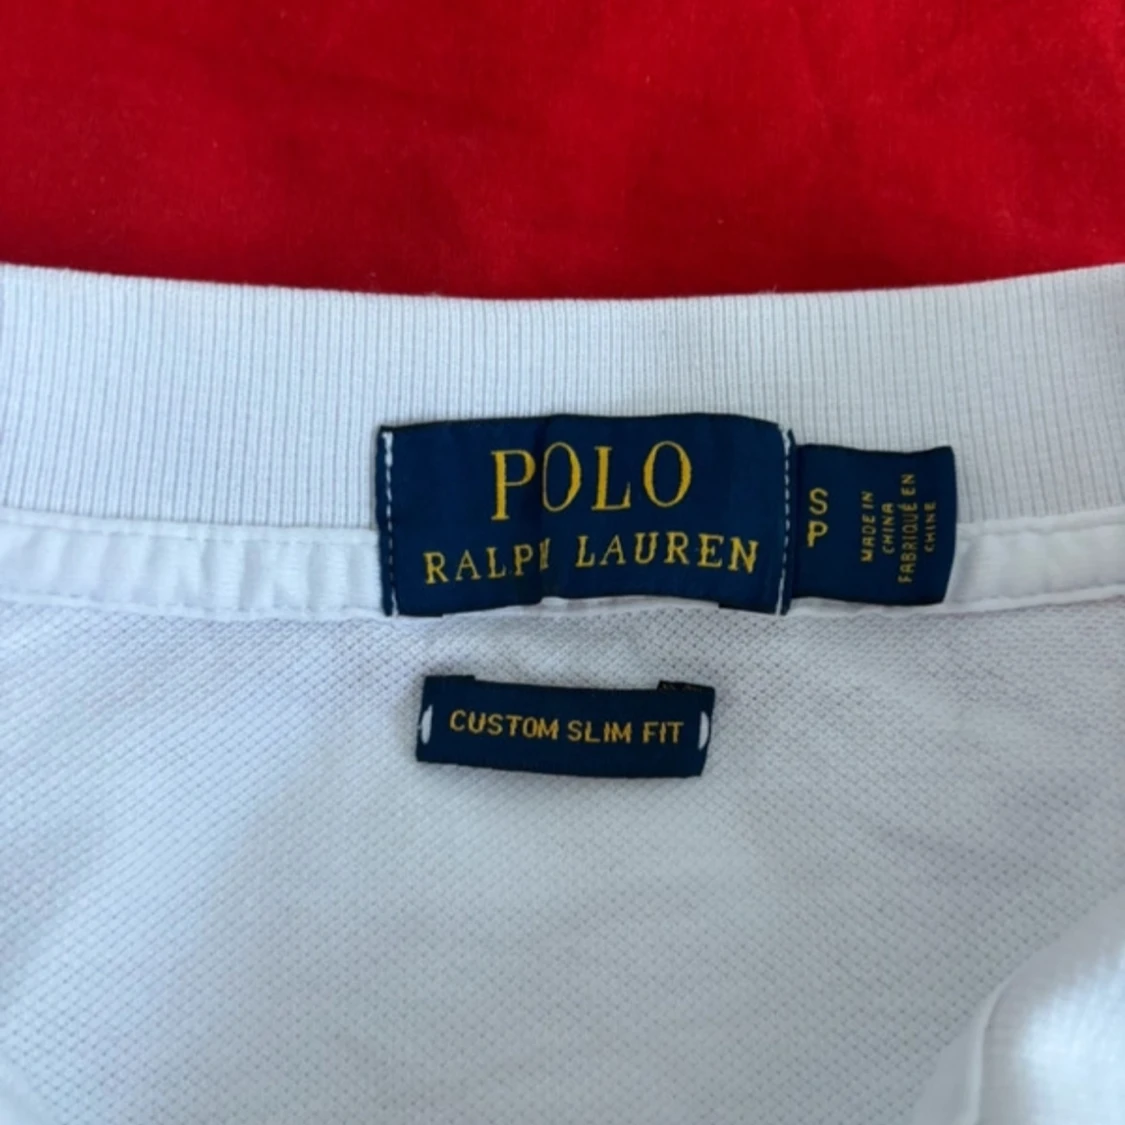 POLO
RALPH LAUREN
S
P
MADE IN
CHINA
FABRIQUÉ EN
CHINE
CUSTOM SLIM FIT